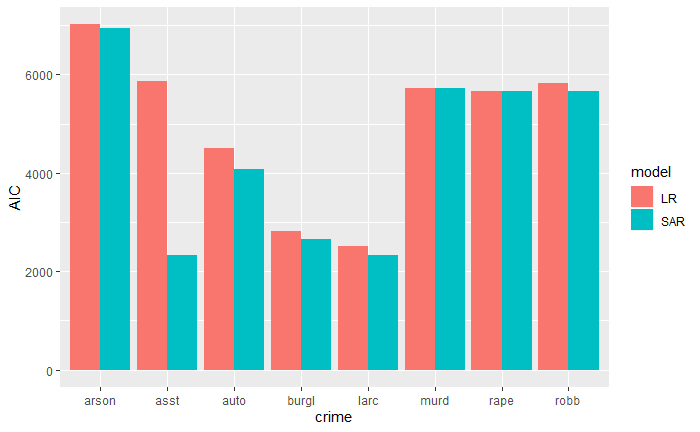 6000
4000
2000
0
AIC
arson asst auto burgl larc murd rape robb
crime
model
LR
SAR